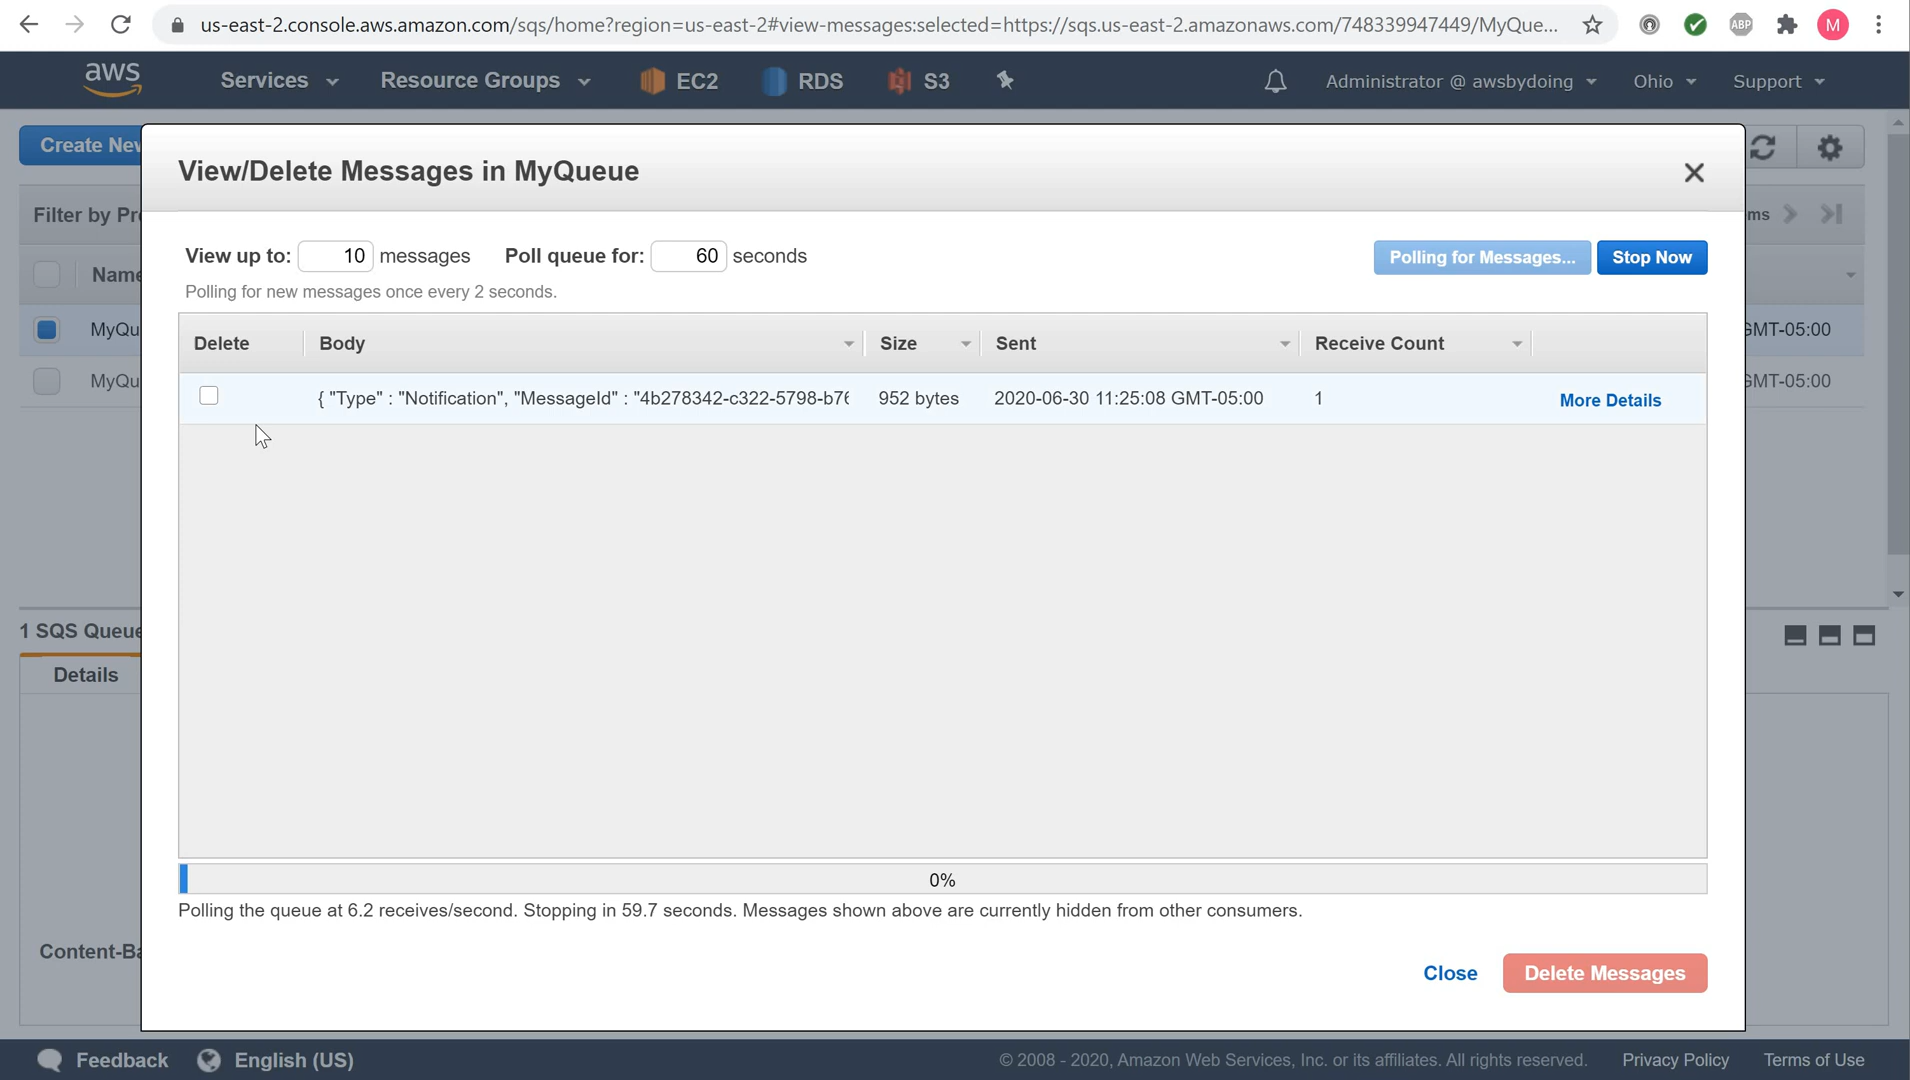 us-east-2.console.aws.amazon.com/sqs/home?region=us-east-2#view-messages:selected=https://sqs.us-east-2.amazonaws.com/748339947449/MyQue...
ABP
M
aws Services Resource Groups EC2 RDS S3 Administrator @ awsbydoing Ohio Support
Create New
View/Delete Messages in MyQueue
Filter by Pr
ms
View up to: 10 messages Poll queue for: 60 seconds
Polling for Messages... Stop Now
Polling for new messages once every 2 seconds.
Name
Delete Body Size Sent Receive Count
MyQu
GMT-05:00
{ "Type" : "Notification", "MessageId" : "4b278342-c322-5798-b76 952 bytes 2020-06-30 11:25:08 GMT-05:00 1 More Details
MyQu
GMT-05:00
1 SQS Queue
Details
0%
Polling the queue at 6.2 receives/second. Stopping in 59.7 seconds. Messages shown above are currently hidden from other consumers.
Content-Ba
Close Delete Messages
Feedback English (US) © 2008 - 2020, Amazon Web Services, Inc. or its affiliates. All rights reserved. Privacy Policy Terms of Use